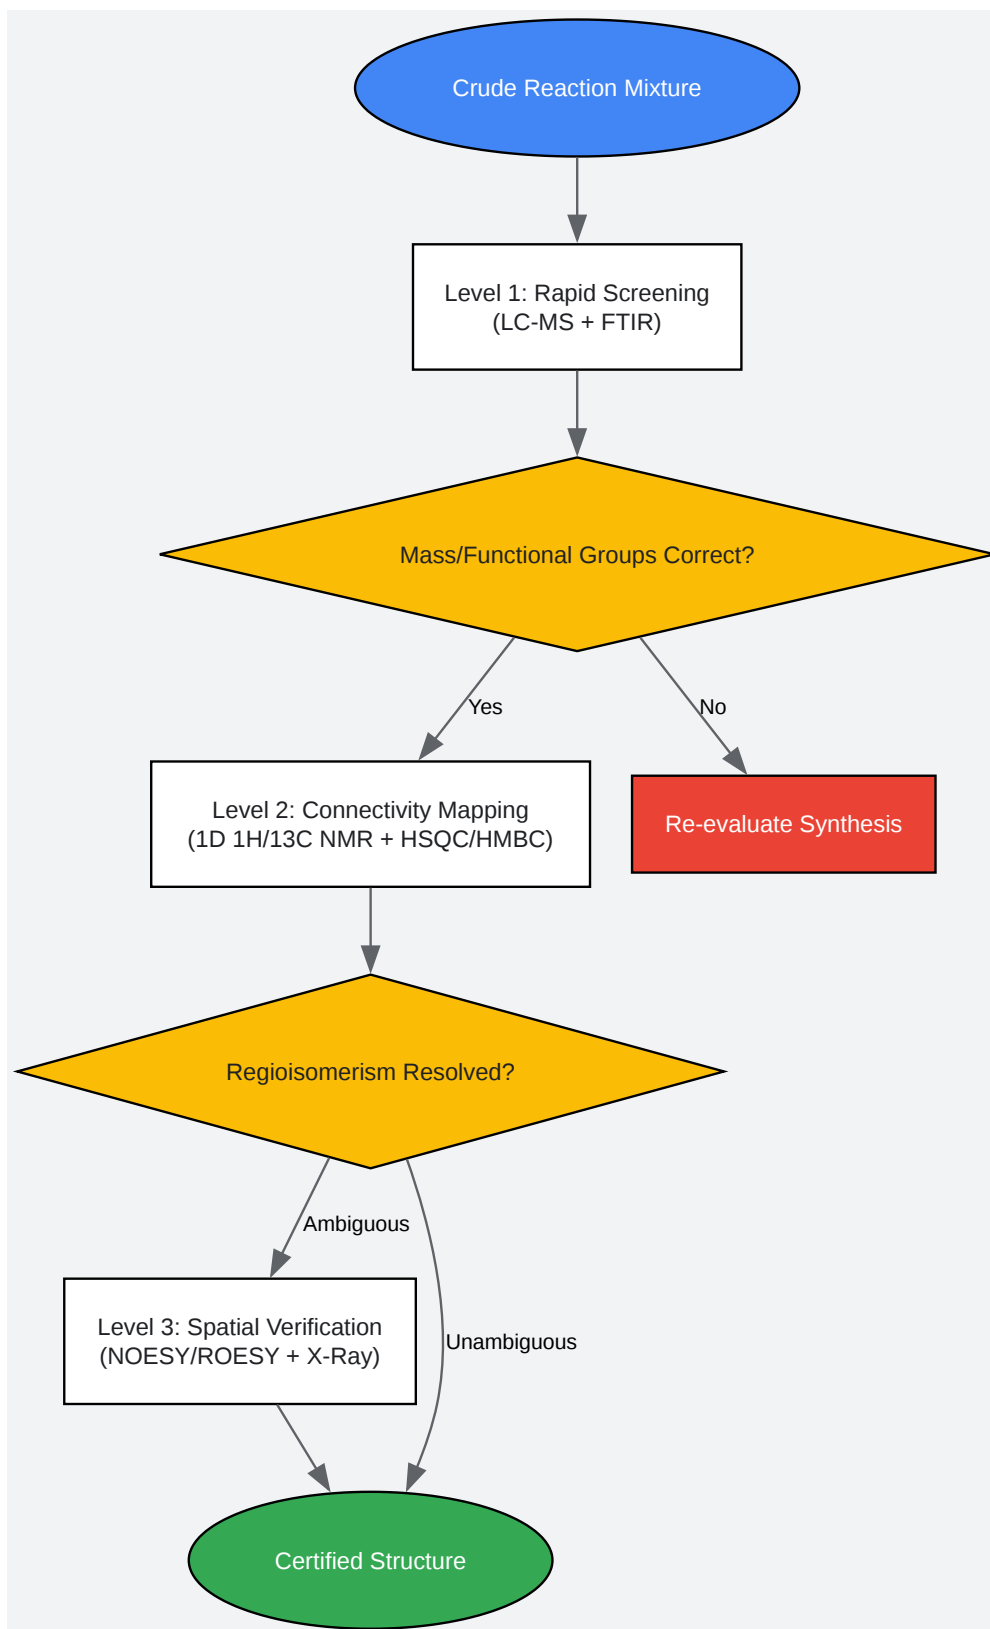 Crude Reaction Mixture
Level 1: Rapid Screening
(LC-MS + FTIR)
Mass/Functional Groups Correct?
Yes
No
Level 2: Connectivity Mapping
(1D 1H/13C NMR + HSQC/HMBC)
Re-evaluate Synthesis
Regioisomerism Resolved?
Ambiguous
Level 3: Spatial Verification
(NOESY/ROESY + X-Ray)
Unambiguous
Certified Structure